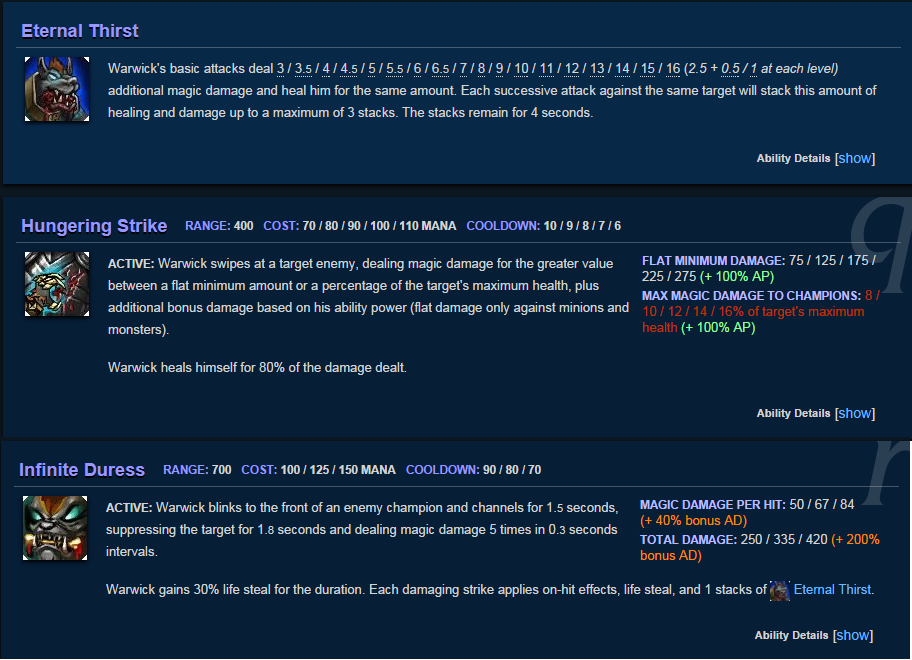 Eternal Thirst
Warwick's basic attacks deal 3 / 3.5 / 4 / 4.5 / 5 / 5.5 / 6 / 6.5 / 7 / 8 / 9 / 10 / 11 / 12 / 13 / 14 / 15 / 16 (2.5 + 0.5 / 1 at each level)
additional magic damage and heal him for the same amount. Each successive attack against the same target will stack this amount of
healing and damage up to a maximum of 3 stacks. The stacks remain for 4 seconds.
Ability Details [show]
q
Hungering Strike RANGE: 400 COST: 70 / 80 / 90 / 100 / 110 MANA COOLDOWN: 10 / 9 / 8 / 7 / 6
ACTIVE: Warwick swipes at a target enemy, dealing magic damage for the greater value
between a flat minimum amount or a percentage of the target's maximum health, plus
additional bonus damage based on his ability power (flat damage only against minions and
monsters).
Warwick heals himself for 80% of the damage dealt.
FLAT MINIMUM DAMAGE: 75 / 125 / 175 /
225 / 275 (+ 100% AP)
MAX MAGIC DAMAGE TO CHAMPIONS: 8 /
10 / 12 / 14 / 16% of target's maximum
health (+ 100% AP)
Ability Details [show]
r
Infinite Duress RANGE: 700 COST: 100 / 125 / 150 MANA COOLDOWN: 90 / 80 / 70
ACTIVE: Warwick blinks to the front of an enemy champion and channels for 1.5 seconds,
suppressing the target for 1.8 seconds and dealing magic damage 5 times in 0.3 seconds
intervals.
MAGIC DAMAGE PER HIT: 50 / 67 / 84
(+ 40% bonus AD)
TOTAL DAMAGE: 250 / 335 / 420 (+ 200%
bonus AD)
Warwick gains 30% life steal for the duration. Each damaging strike applies on-hit effects, life steal, and 1 stacks of Eternal Thirst.
Ability Details [show]